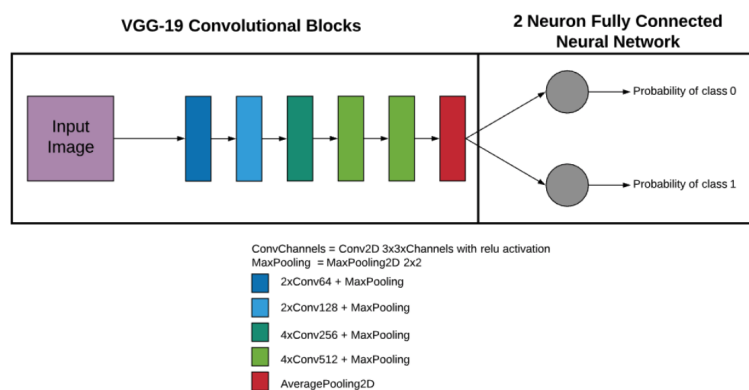 VGG-19 Convolutional Blocks
2 Neuron Fully Connected
Neural Network
Input
Image
Probability of class 0
Probability of class 1
ConvChannels = Conv2D 3x3xChannels with relu activation
MaxPooling = MaxPooling2D 2x2
2xConv64 + MaxPooling
2xConv128 + MaxPooling
4xConv256 + MaxPooling
4xConv512 + MaxPooling
AveragePooling2D